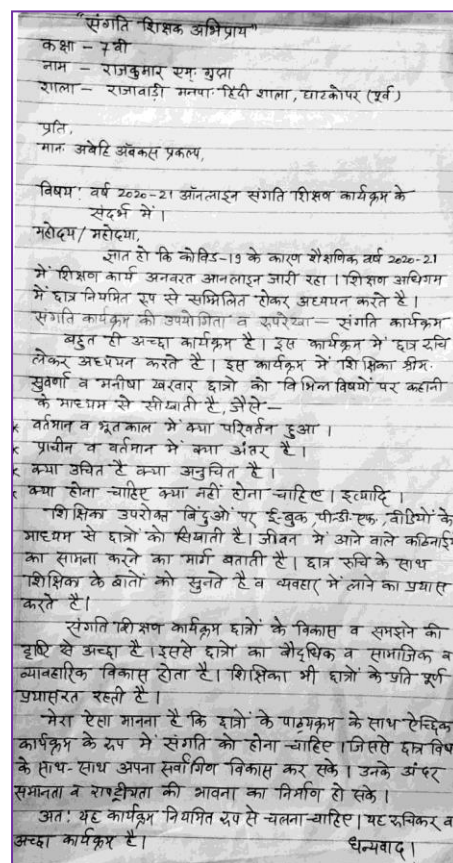 "संगति शिक्षक अभिप्राय"
कक्षा - 7वी
नाम - राजकुमार एम. गुप्ता
शाला - राजावाड़ी मनपा. हिंदी शाला, घाटकोपर (पूर्व)
प्रति,
मान. अबेहि अ‍ॅबकस प्रकल्प,
विषय: वर्ष 2020-21 ऑनलाइन संगति शिक्षण कार्यक्रम के
संदर्भ में।
महोदय/महोदया,
ज्ञात हो कि कोविड-19 के कारण शैक्षणिक वर्ष 2020-21
में शिक्षण कार्य अनवरत आनलाइन जारी रहा। शिक्षण अधिगम
में छात्र नियमित रूप से सम्मिलित होकर अध्ययन करते है।
संगति कार्यक्रम की उपयोगिता व रूपरेखा - संगति कार्यक्रम
बहुत ही अच्छा कार्यक्रम है। इस कार्यक्रम में छात्र रुचि
लेकर अध्ययन करते है। इस कार्यक्रम में शिक्षिका श्रीम.
सुवर्णा व मनीषा खरवार छात्रो को विभिन्न विषयों पर कहानी
के माध्यम से सीखाती है, जैसे -
* वर्तमान व भूतकाल में क्या परिवर्तन हुआ।
* प्राचीन व वर्तमान में क्या अंतर है।
* क्या उचित है क्या अनुचित है।
* क्या होना चाहिए क्या नहीं होना चाहिए। इत्यादि।
शिक्षिका उपरोक्त बिंदुओं पर ई-बुक, पी-डी-एफ, वीडियो के
माध्यम से छात्रों को सिखाती है। जीवन में आने वाले कठिनाई
का सामना करने का मार्ग बताती है। छात्र रुचि के साथ
शिक्षिका के बातों को सुनते है व व्यवहार में लाने का प्रयास
करते है।
संगति शिक्षण कार्यक्रम छात्रों के विकास व समझने की
दृष्टि से अच्छा है। इससे छात्रों का बौद्धिक व सामाजिक व
व्यावहारिक विकास होता है। शिक्षिका भी छात्रों के प्रति पूर्ण
प्रयासरत रहती है।
मेरा ऐसा मानना है कि छात्रों के पाठ्यक्रम के साथ ऐच्छिक
कार्यक्रम के रूप में संगति को होना चाहिए। जिससे छात्र विष
के साथ-साथ अपना सर्वांगिण विकास कर सके। उनके अंदर
समानता व राष्ट्रीत्रता की भावना का निर्माण हो सके।
अत: यह कार्यक्रम नियमित रूप से चलना चाहिए। यह रुचिकर व
अच्छा कार्यक्रम है। धन्यवाद।